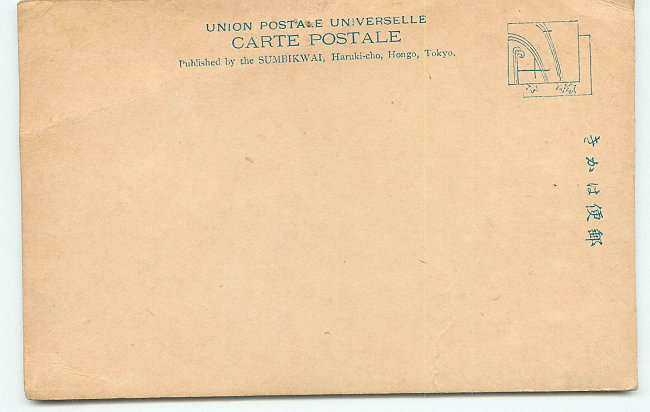 UNION POSTALE UNIVERSELLE
CARTE POSTALE
Published by the SUMBIKWAI, Haruki-cho, Hongo, Tokyo.
きかは便郵